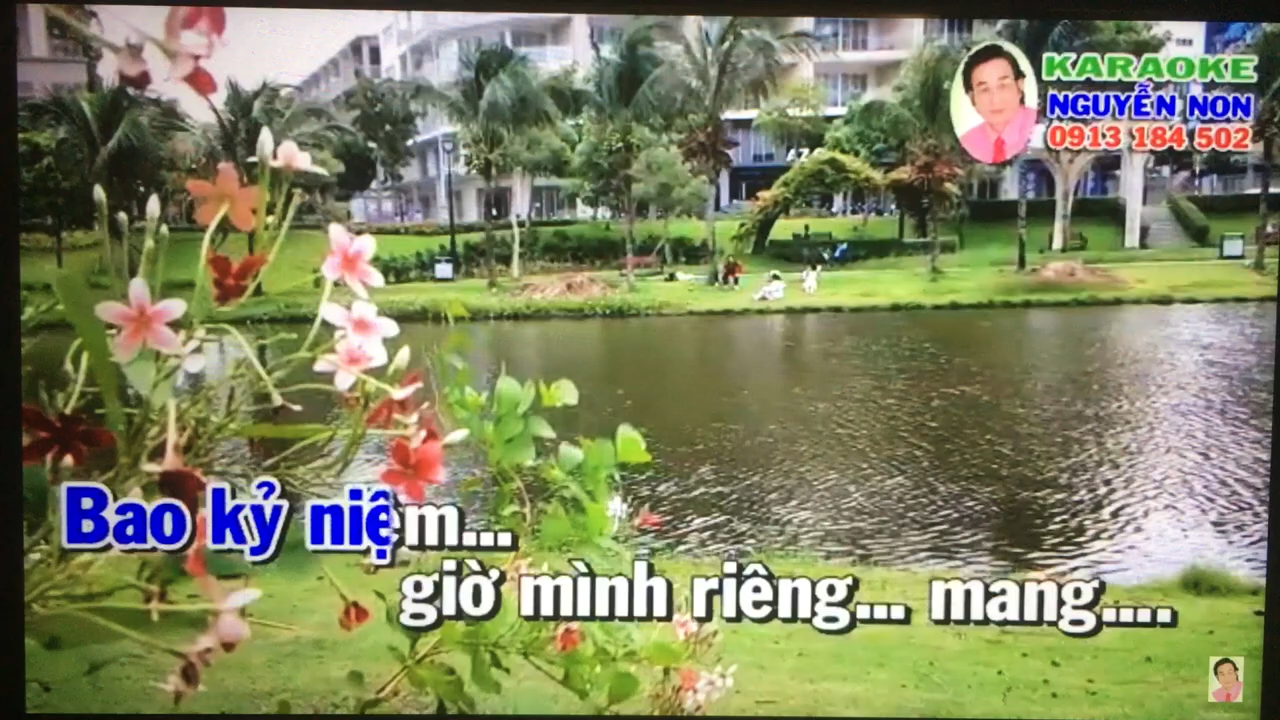 KARAOKE
NGUYỄN NON
0913 184 502
Bao kỷ niệm...
giờ mình riêng... mang....